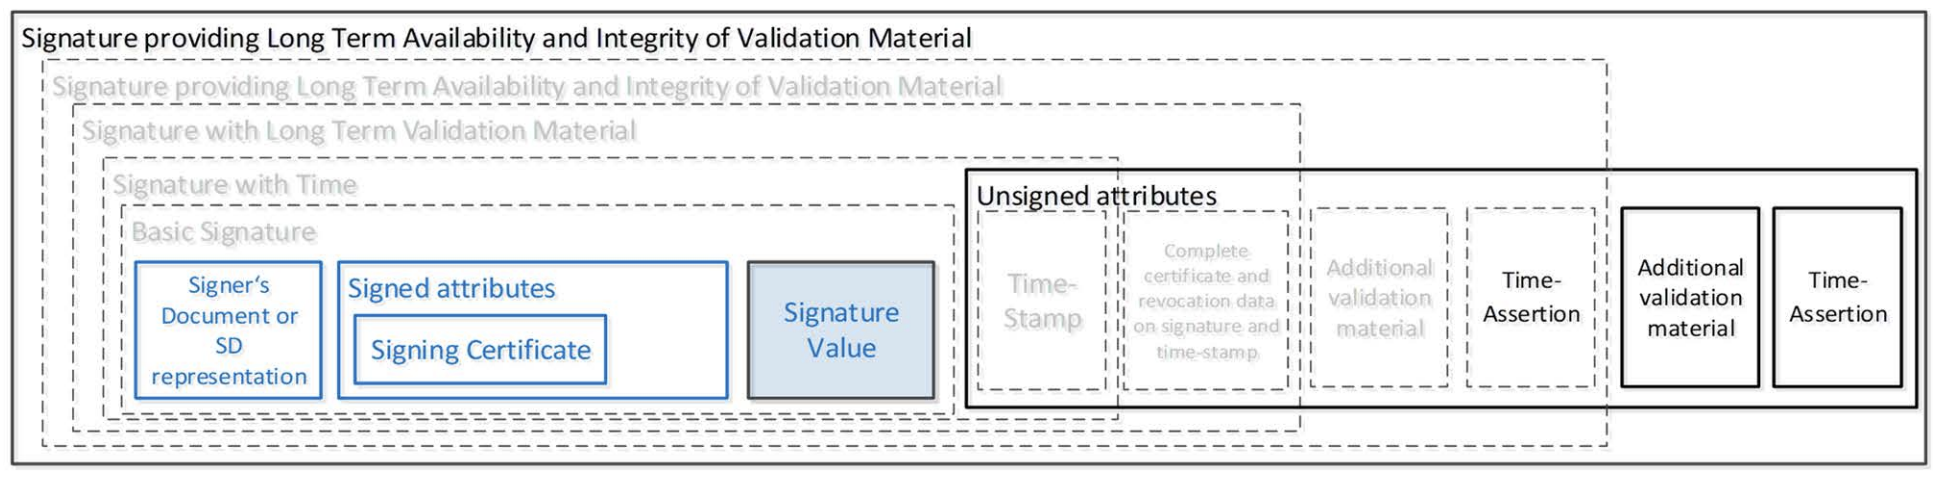 Signature providing Long Term Availability and Integrity of Validation Material
Signature providing Long Term Availability and Integrity of Validation Material
Signature with Long Term Validation Material
Signature with Time
Basic Signature
Signer‘s
Document or
SD
representation
Signed attributes
Signing Certificate
Signature
Value
Unsigned attributes
Time-
Stamp
Complete
certificate and
revocation data
on signature and
time-stamp
Additional
validation
material
Time-
Assertion
Additional
validation
material
Time-
Assertion